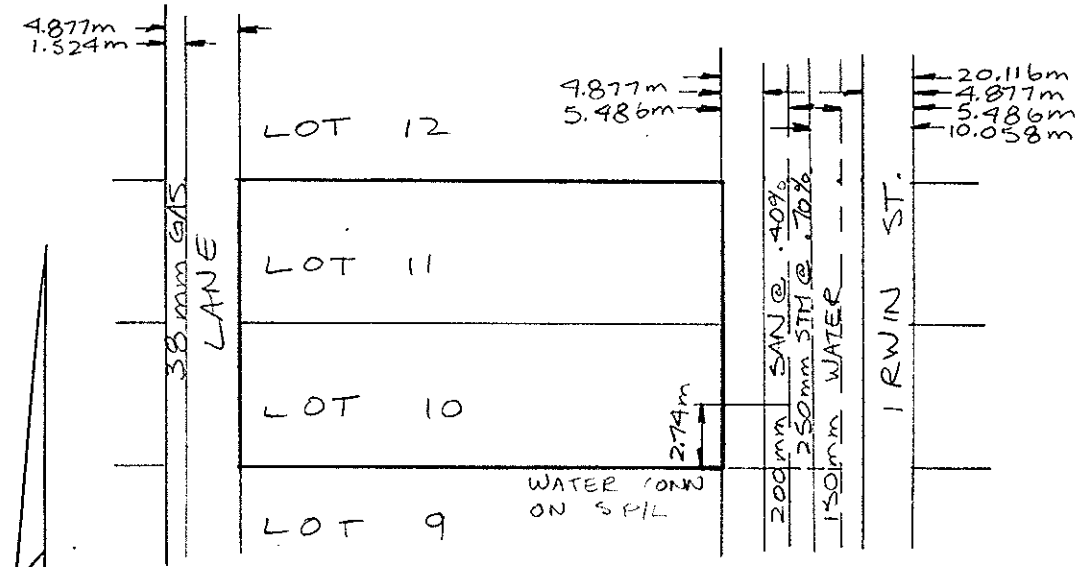 4.877m
1.524m
4.877m
5.486m
20.116m
4.877m
5.486m
10.058m
LOT 12
LOT 11
LOT 10
LOT 9
38mm GAS
LANE
2.74m
WATER CONN
ON S P/L
200mm SAN @ .40%
250mm STM @ .70%
150mm WATER
IRWIN ST.